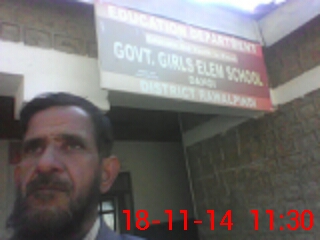 EDUCATION DEPARTMENT
GOVT. GIRLS ELEM SCHOOL
DISTRICT RAWALPINDI
18-11-14 11:30